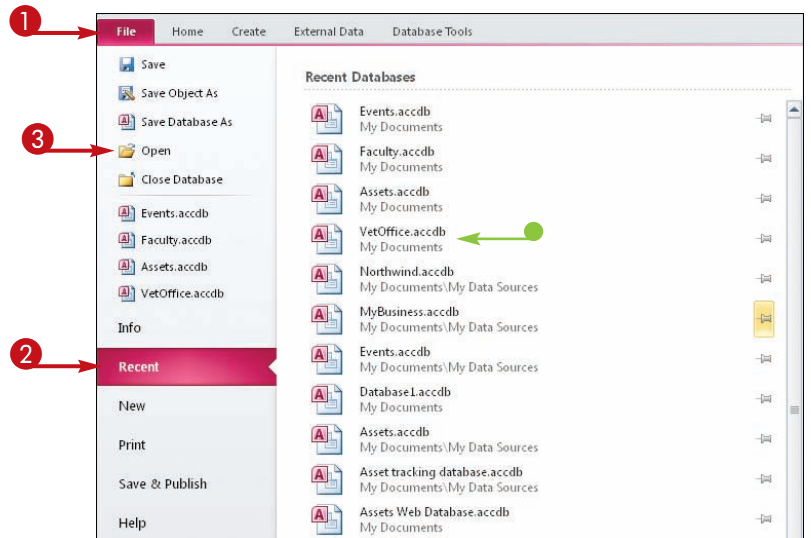 1
File Home Create External Data Database Tools
Save
Save Object As
Save Database As
3
Open
Close Database
Events.accdb
Faculty.accdb
Assets.accdb
VetOffice.accdb
Info
2
Recent
New
Print
Save & Publish
Help
Recent Databases
Events.accdb
My Documents
Faculty.accdb
My Documents
Assets.accdb
My Documents
VetOffice.accdb
My Documents
Northwind.accdb
My Documents\My Data Sources
MyBusiness.accdb
My Documents\My Data Sources
Events.accdb
My Documents\My Data Sources
Database1.accdb
My Documents
Assets.accdb
My Documents\My Data Sources
Asset tracking database.accdb
My Documents\My Data Sources
Assets Web Database.accdb
My Documents